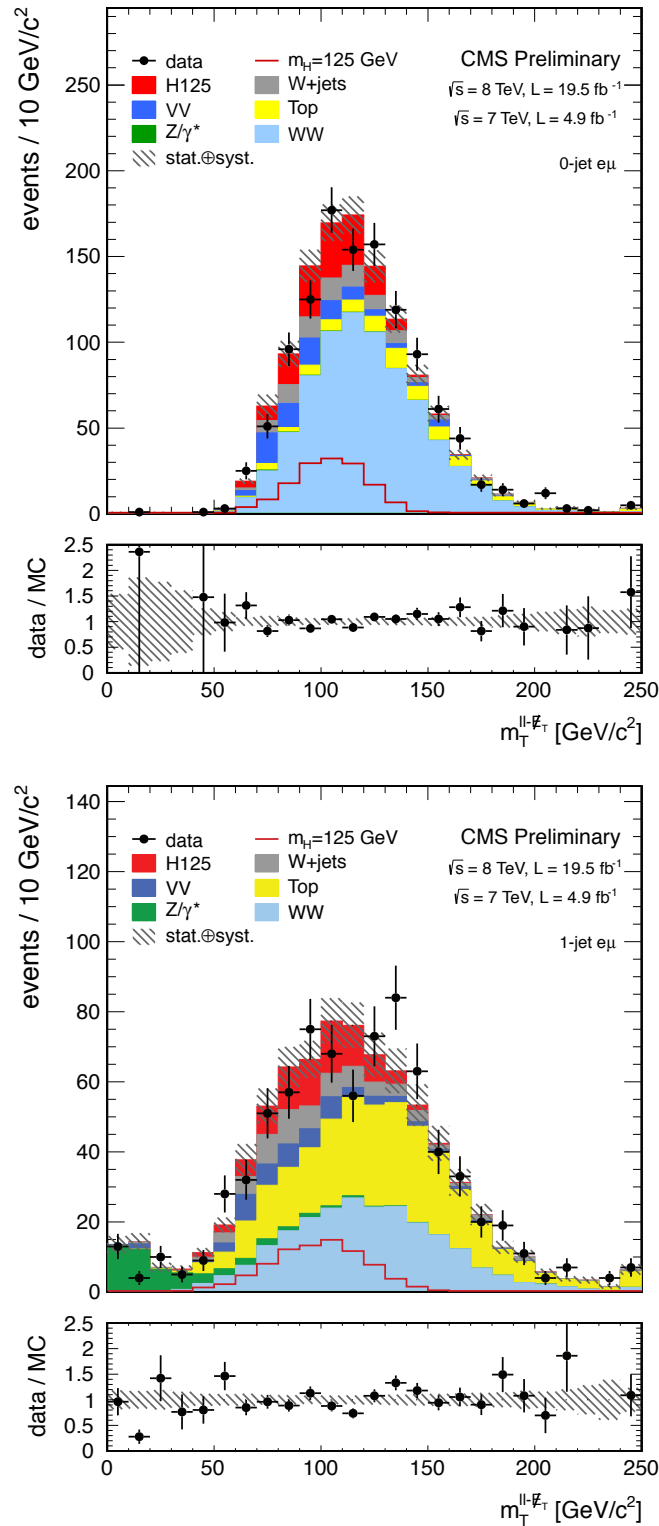 events / 10 GeV/c²
250
200
150
100
50
0
data
H125
VV
Z/γ*
stat.⊕syst.
m_H=125 GeV
W+jets
Top
WW
CMS Preliminary
√s = 8 TeV, L = 19.5 fb⁻¹
√s = 7 TeV, L = 4.9 fb⁻¹
0-jet eμ
data / MC
2.5
2
1.5
1
0.5
0
0 50 100 150 200 250
m_T^{ll-E̸_T} [GeV/c²]
events / 10 GeV/c²
140
120
100
80
60
40
20
0
data
H125
VV
Z/γ*
stat.⊕syst.
m_H=125 GeV
W+jets
Top
WW
CMS Preliminary
√s = 8 TeV, L = 19.5 fb⁻¹
√s = 7 TeV, L = 4.9 fb⁻¹
1-jet eμ
data / MC
2.5
2
1.5
1
0.5
0
0 50 100 150 200 250
m_T^{ll-E̸_T} [GeV/c²]